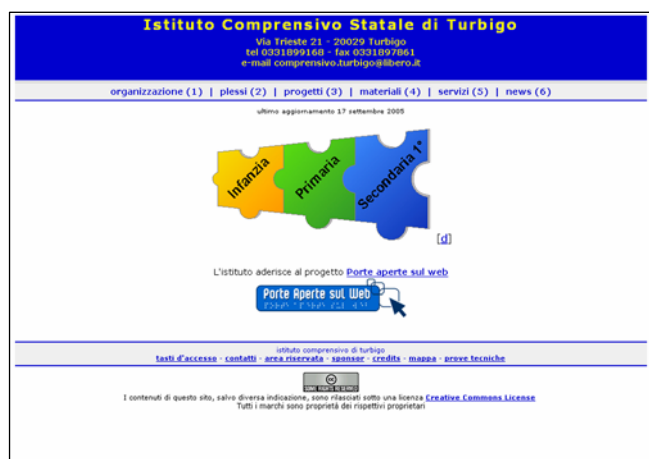 Istituto Comprensivo Statale di Turbigo
Via Trieste 21 - 20029 Turbigo
tel 0331899168 - fax 0331897861
e-mail comprensivo.turbigo@libero.it
organizzazione (1) | plessi (2) | progetti (3) | materiali (4) | servizi (5) | news (6)
ultimo aggiornamento 17 settembre 2005
Infanzia Primaria Secondaria 1°
[d]
L'istituto aderisce al progetto Porte aperte sul web
Porte Aperte sul Web
istituto comprensivo di turbigo
tasti d'accesso - contatti - area riservata - sponsor - credits - mappa - prove tecniche
cc
SOME RIGHTS RESERVED
I contenuti di questo sito, salvo diversa indicazione, sono rilasciati sotto una licenza Creative Commons License
Tutti i marchi sono proprietà dei rispettivi proprietari